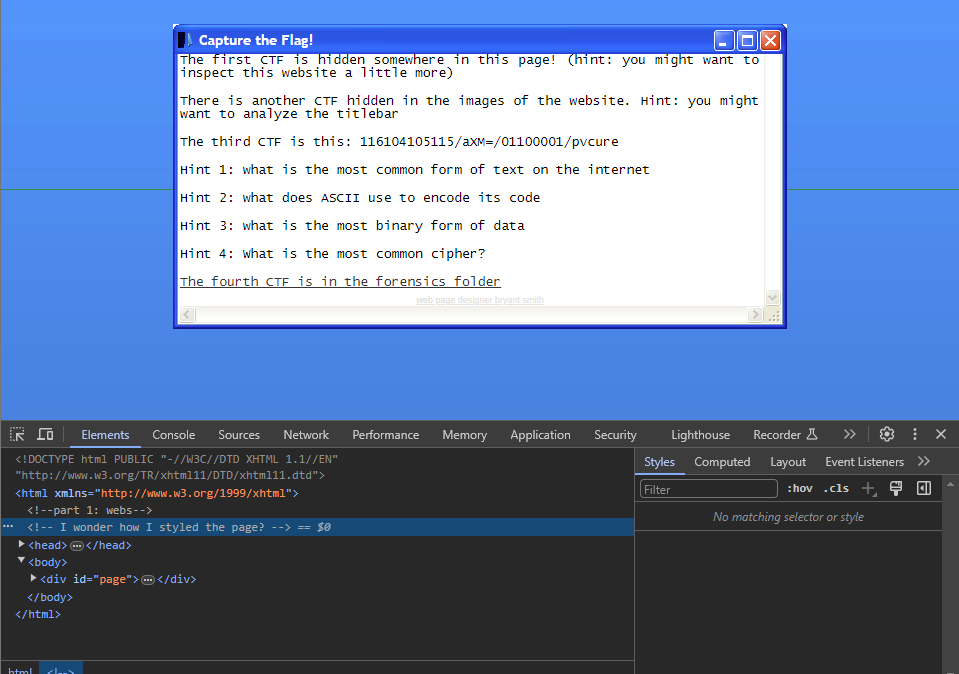 Capture the Flag!
The first CTF is hidden somewhere in this page! (hint: you might want to
inspect this website a little more)
There is another CTF hidden in the images of the website. Hint: you might
want to analyze the titlebar
The third CTF is this: 116104105115/aXM=/01100001/pvcure
Hint 1: what is the most common form of text on the internet
Hint 2: what does ASCII use to encode its code
Hint 3: what is the most binary form of data
Hint 4: what is the most common cipher?
The fourth CTF is in the forensics folder
web page designer bryant smith
Elements Console Sources Network Performance Memory Application Security Lighthouse Recorder
<!DOCTYPE html PUBLIC "-//W3C//DTD XHTML 1.1//EN"
"http://www.w3.org/TR/xhtml11/DTD/xhtml11.dtd">
<html xmlns="http://www.w3.org/1999/xhtml">
<!--part 1: webs-->
<!-- I wonder how I styled the page? --> == $0
<head>…</head>
<body>
<div id="page">…</div>
</body>
</html>
html <!-->
Styles Computed Layout Event Listeners
Filter :hov .cls
No matching selector or style